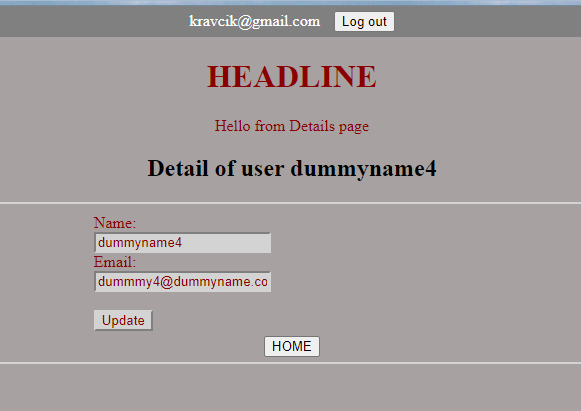 kravcik@gmail.com Log out
HEADLINE
Hello from Details page
Detail of user dummyname4
Name:
dummyname4
Email:
dummmy4@dummyname.co
Update
HOME